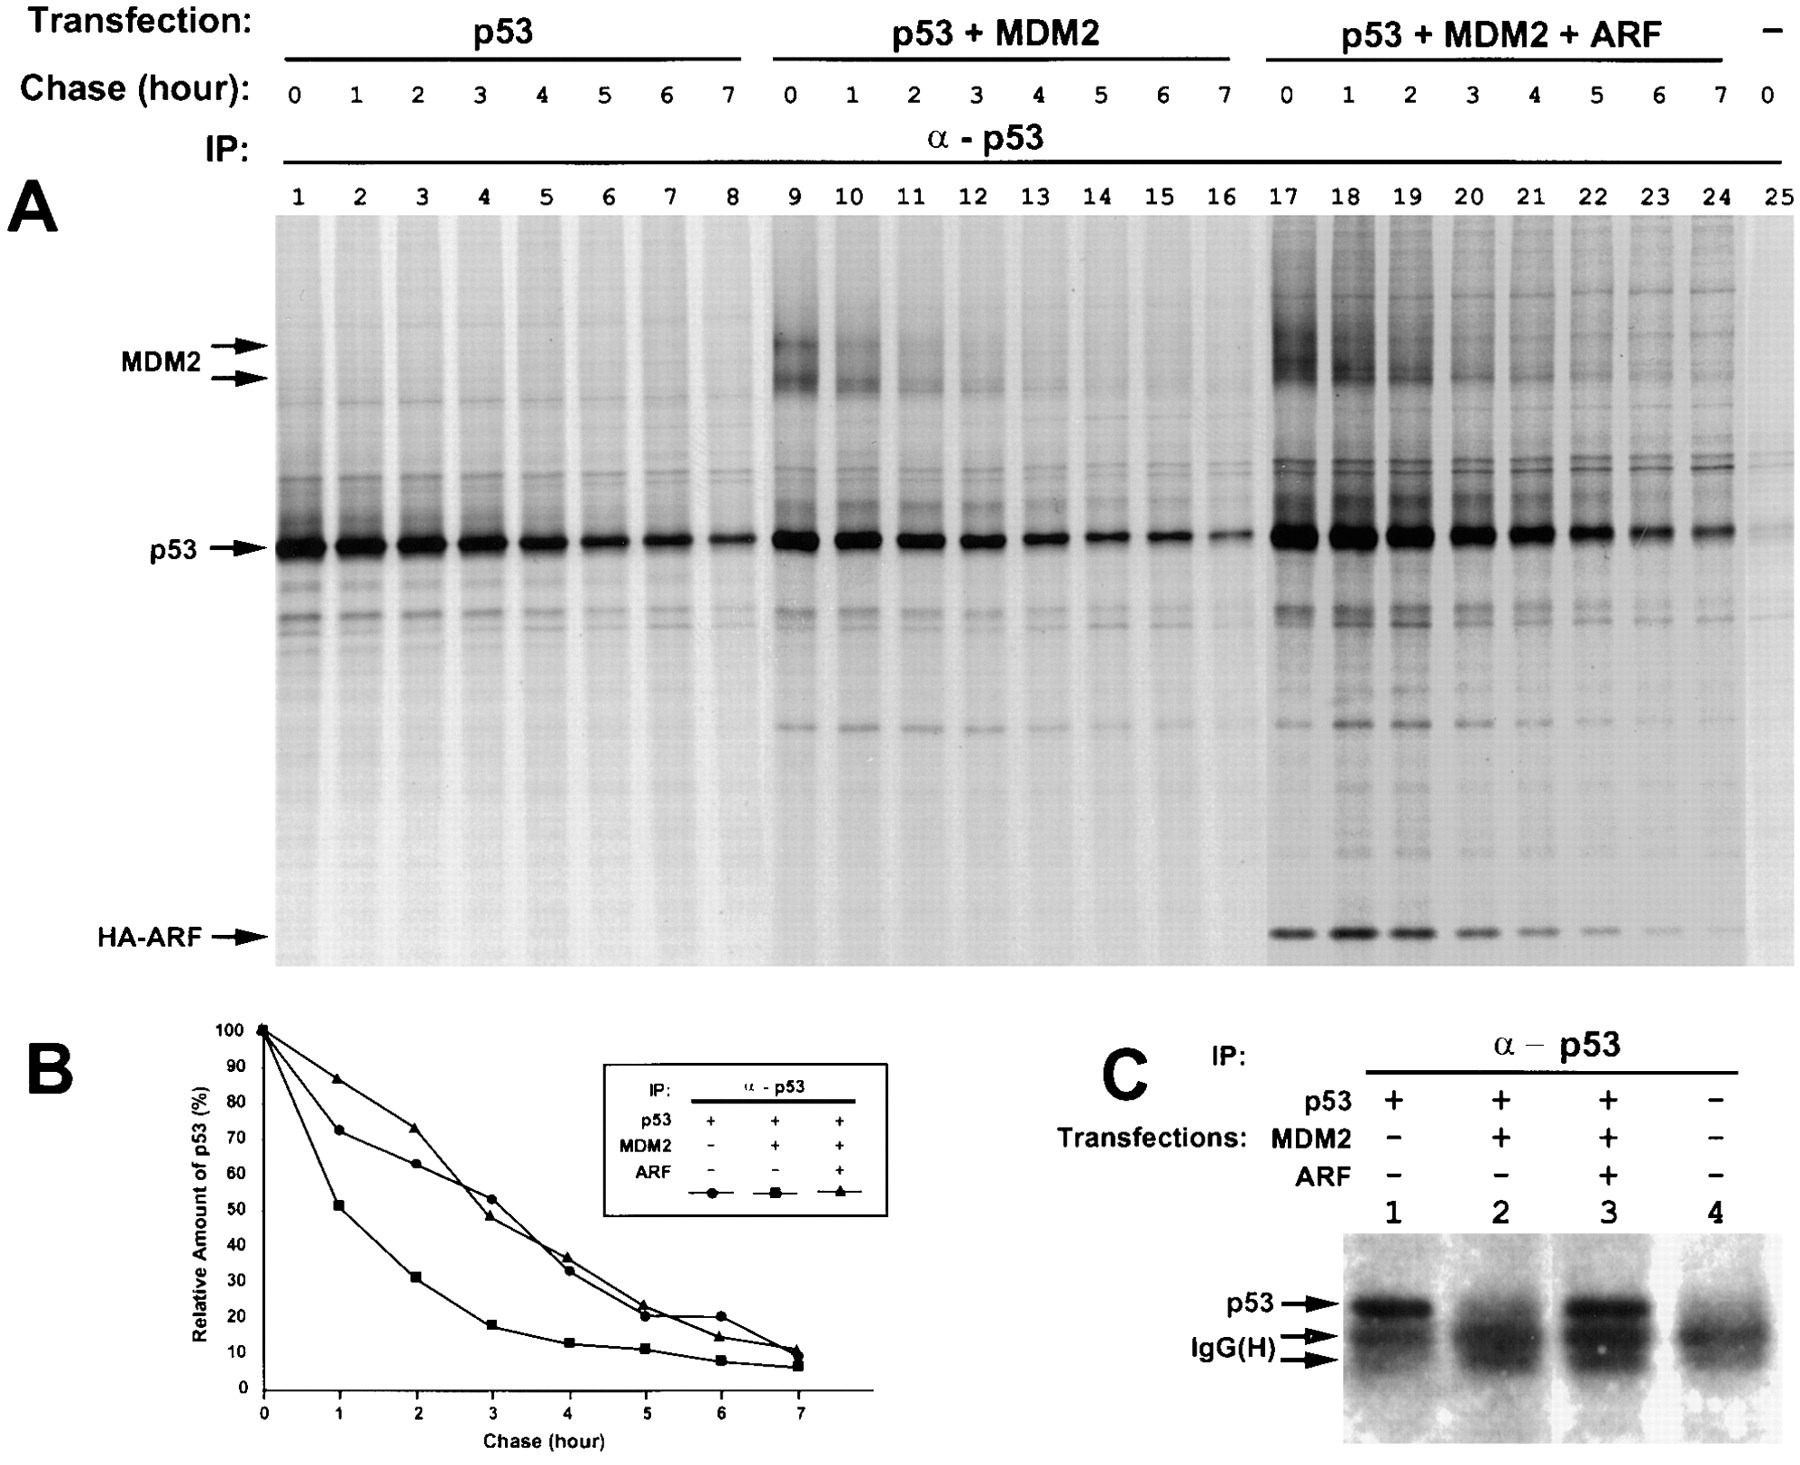 Transfection: p53 p53 + MDM2 p53 + MDM2 + ARF –
Chase (hour): 0 1 2 3 4 5 6 7 0 1 2 3 4 5 6 7 0 1 2 3 4 5 6 7 0
IP: α - p53
A 1 2 3 4 5 6 7 8 9 10 11 12 13 14 15 16 17 18 19 20 21 22 23 24 25
MDM2
p53
HA-ARF
B
Relative Amount of p53 (%)
100
90
80
70
60
50
40
30
20
10
0
0 1 2 3 4 5 6 7
Chase (hour)
IP: α - p53
p53 + + +
MDM2 - + +
ARF - - +
C IP: α – p53
p53 + + + –
Transfections: MDM2 – + + –
ARF – – + –
1 2 3 4
p53
IgG(H)